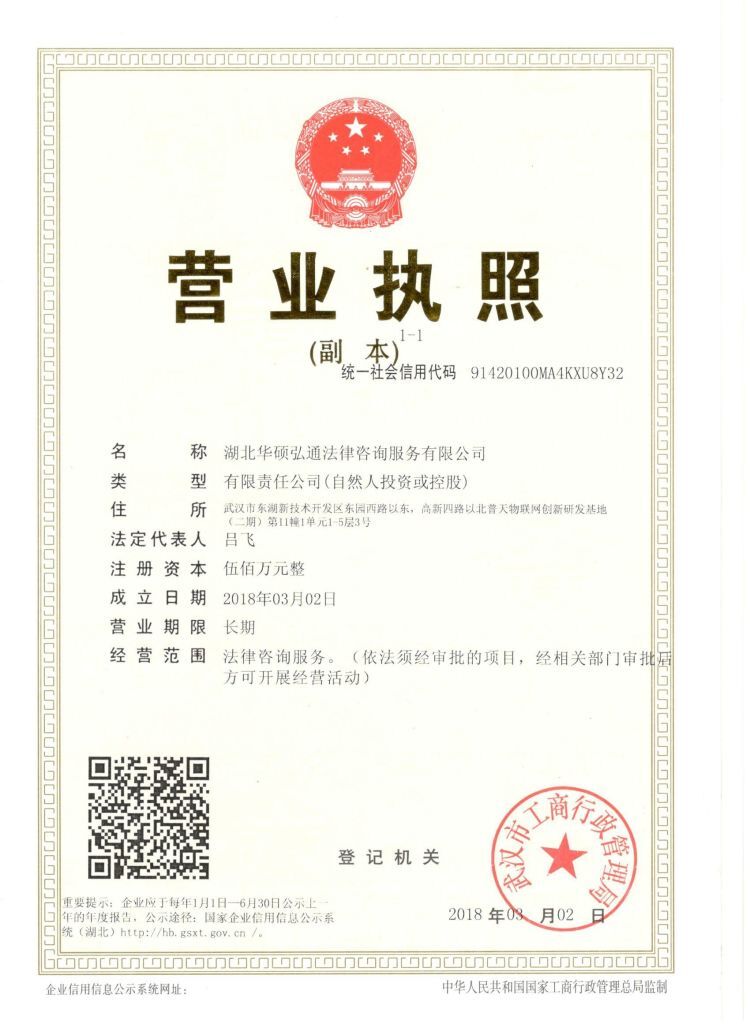 营业执照
(副 本)1-1
统一社会信用代码 91420100MA4KXU8Y32
名 称 湖北华硕弘通法律咨询服务有限公司
类 型 有限责任公司(自然人投资或控股)
住 所 武汉市东湖新技术开发区东园西路以东，高新四路以北普天物联网创新研发基地
（二期）第11幢1单元1-5层3号
法定代表人 吕飞
注册资本 伍佰万元整
成立日期 2018年03月02日
营业期限 长期
经营范围 法律咨询服务。（依法须经审批的项目，经相关部门审批后
方可开展经营活动）
登记机关
武汉市工商行政管理局
2018 年03 月02 日
重要提示：企业应于每年1月1日—6月30日公示上一
年的年度报告，公示途径：国家企业信用信息公示系
统（湖北）http://hb.gsxt.gov.cn /。
企业信用信息公示系统网址：
中华人民共和国国家工商行政管理总局监制